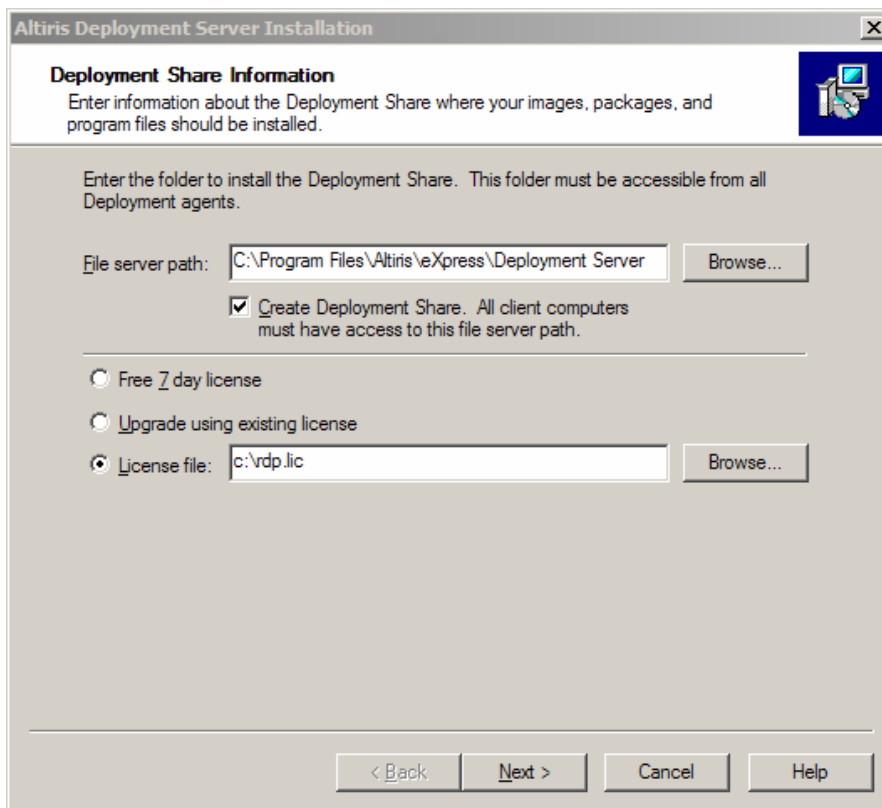 Altiris Deployment Server Installation
Deployment Share Information
Enter information about the Deployment Share where your images, packages, and
program files should be installed.
Enter the folder to install the Deployment Share.  This folder must be accessible from all
Deployment agents.
File server path: C:\Program Files\Altiris\eXpress\Deployment Server Browse...
Create Deployment Share.  All client computers
must have access to this file server path.
Free 7 day license
Upgrade using existing license
License file: c:\rdp.lic Browse...
< Back Next > Cancel Help